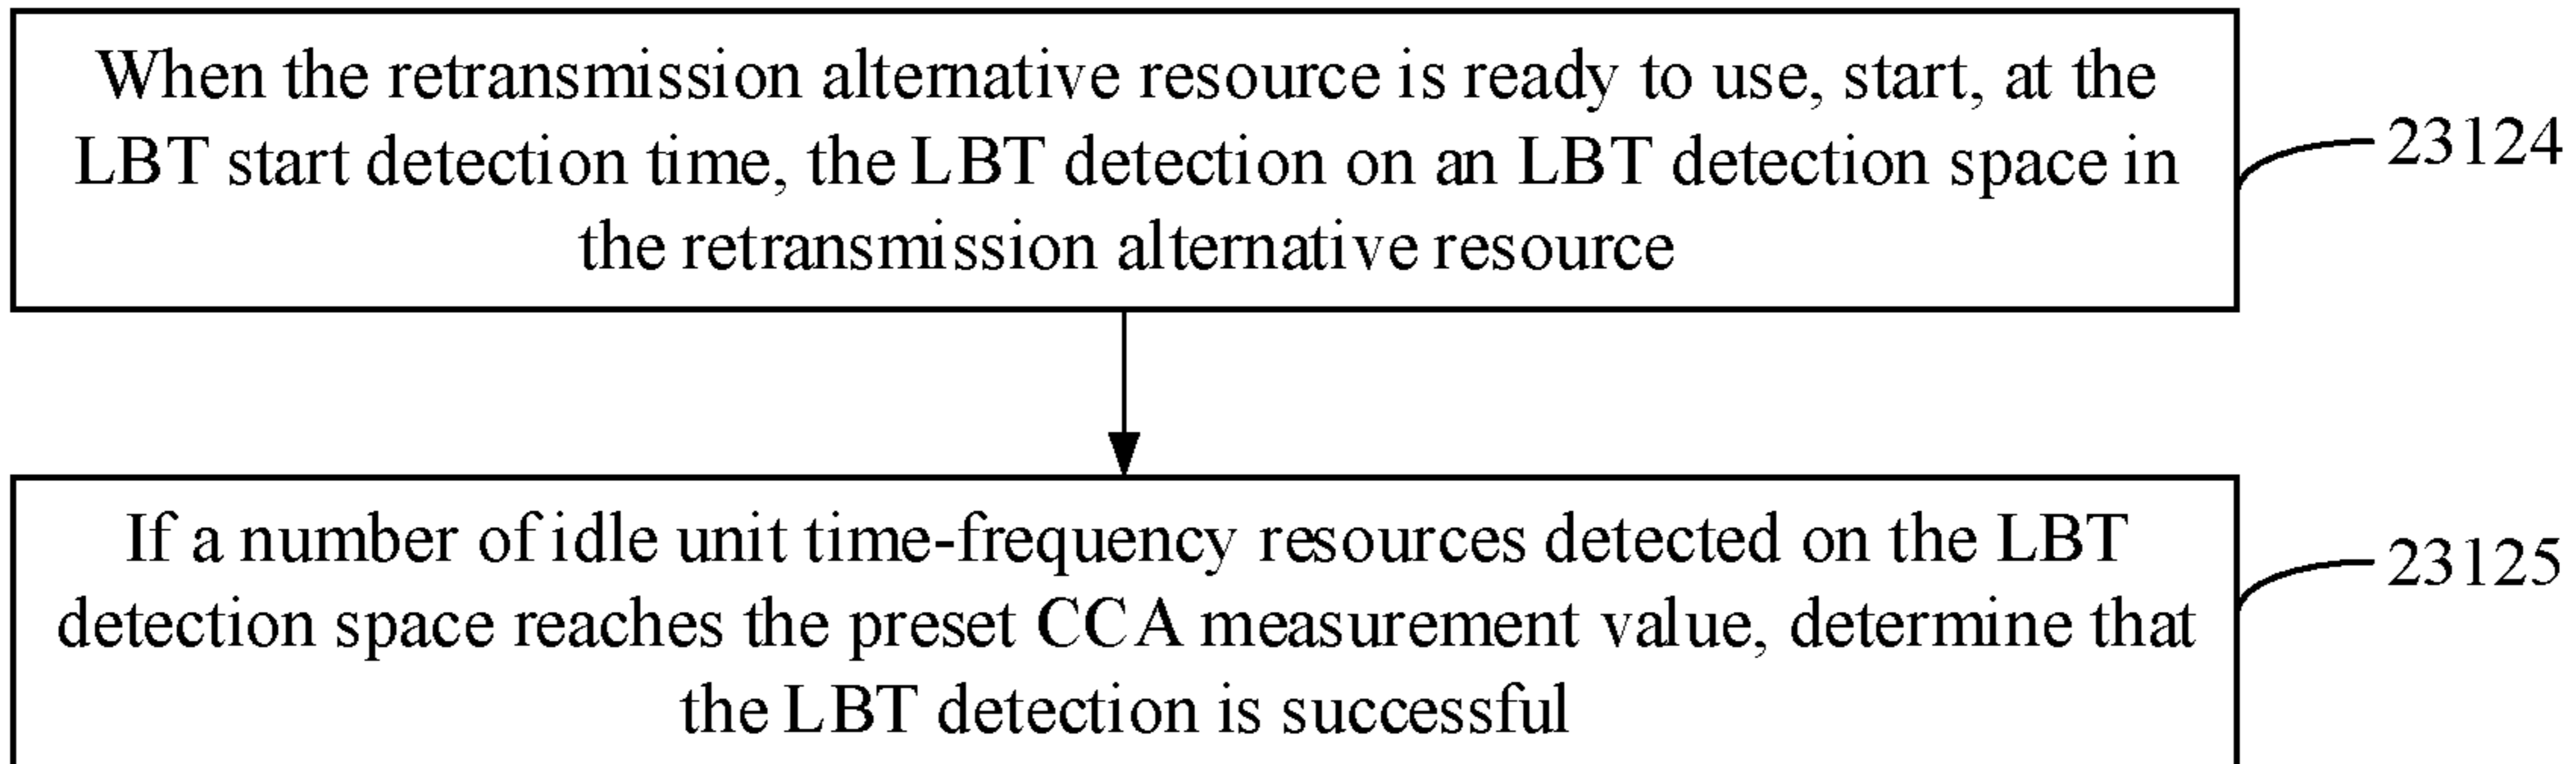 When the retransmission alternative resource is ready to use, start, at the
LBT start detection time, the LBT detection on an LBT detection space in
the retransmission alternative resource
23124
If a number of idle unit time-frequency resources detected on the LBT
detection space reaches the preset CCA measurement value, determine that
the LBT detection is successful
23125